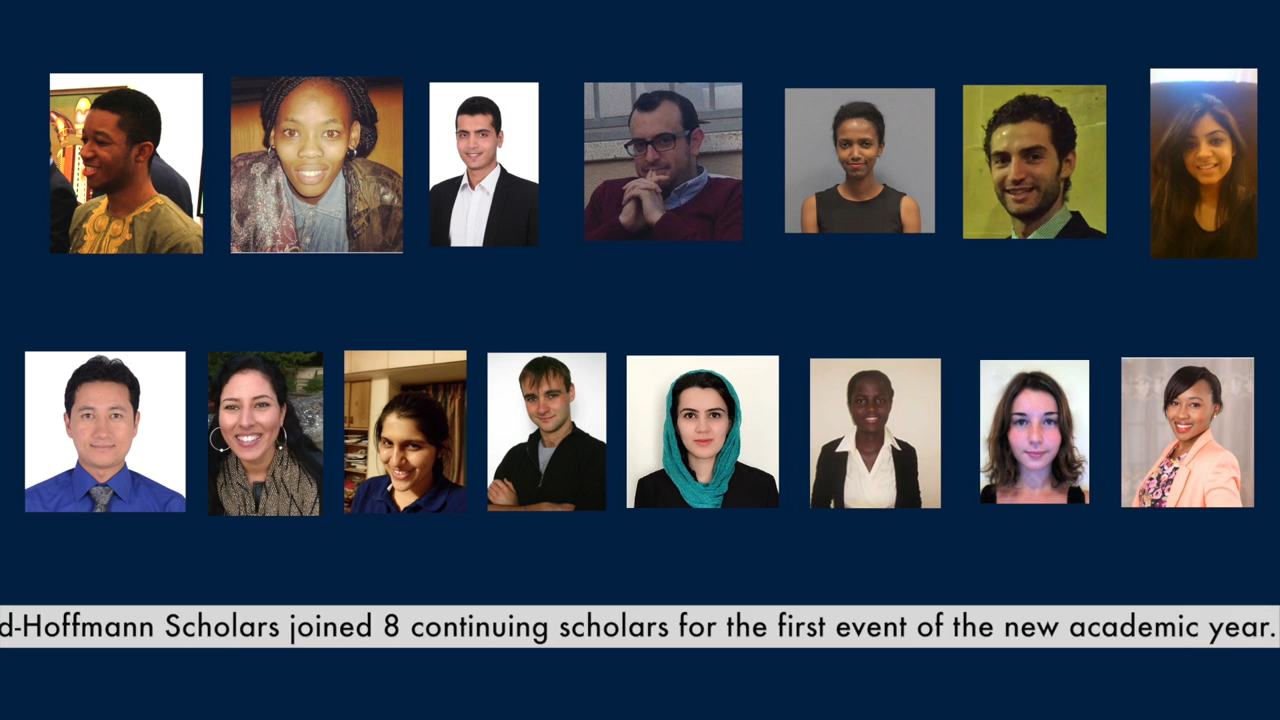 d-Hoffmann Scholars joined 8 continuing scholars for the first event of the new academic year.